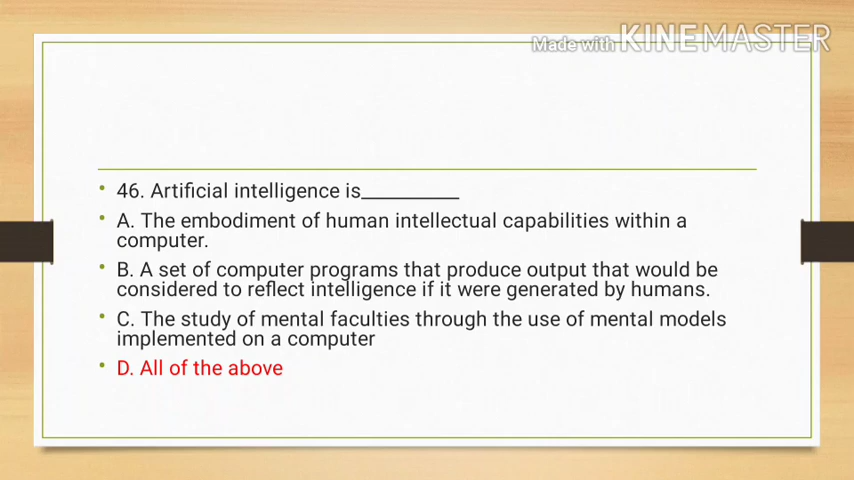 Made with KINEMASTER
46. Artificial intelligence is__________
A. The embodiment of human intellectual capabilities within a
computer.
B. A set of computer programs that produce output that would be
considered to reflect intelligence if it were generated by humans.
C. The study of mental faculties through the use of mental models
implemented on a computer
D. All of the above